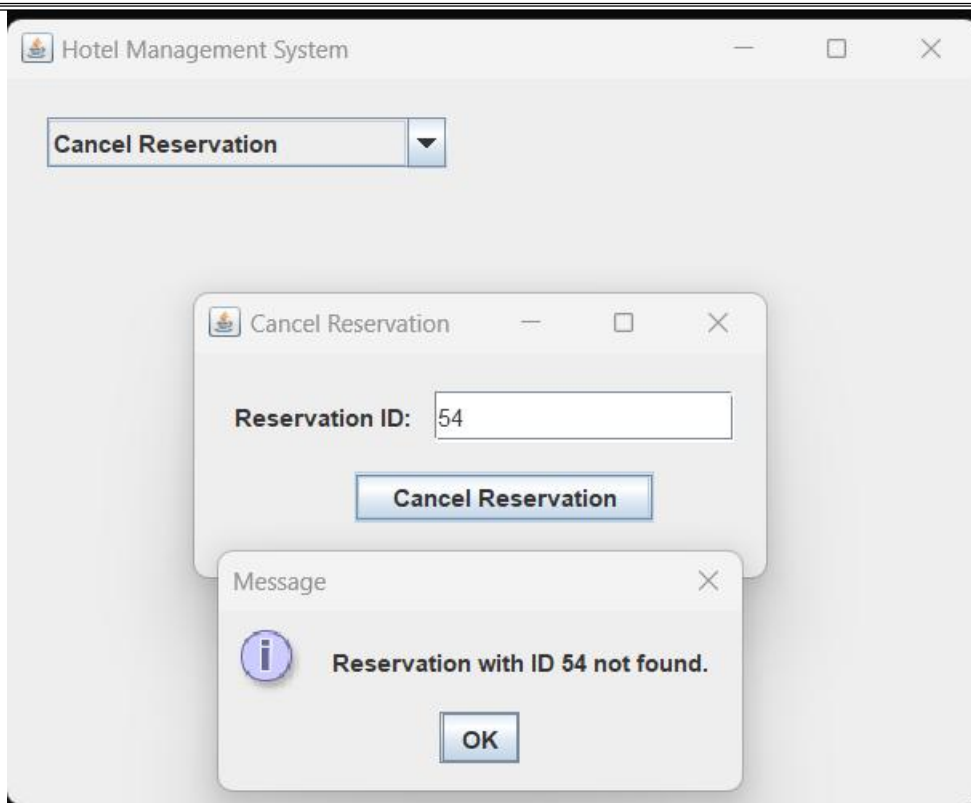 Hotel Management System
Cancel Reservation
Cancel Reservation
Reservation ID: 54
Cancel Reservation
Message
Reservation with ID 54 not found.
OK